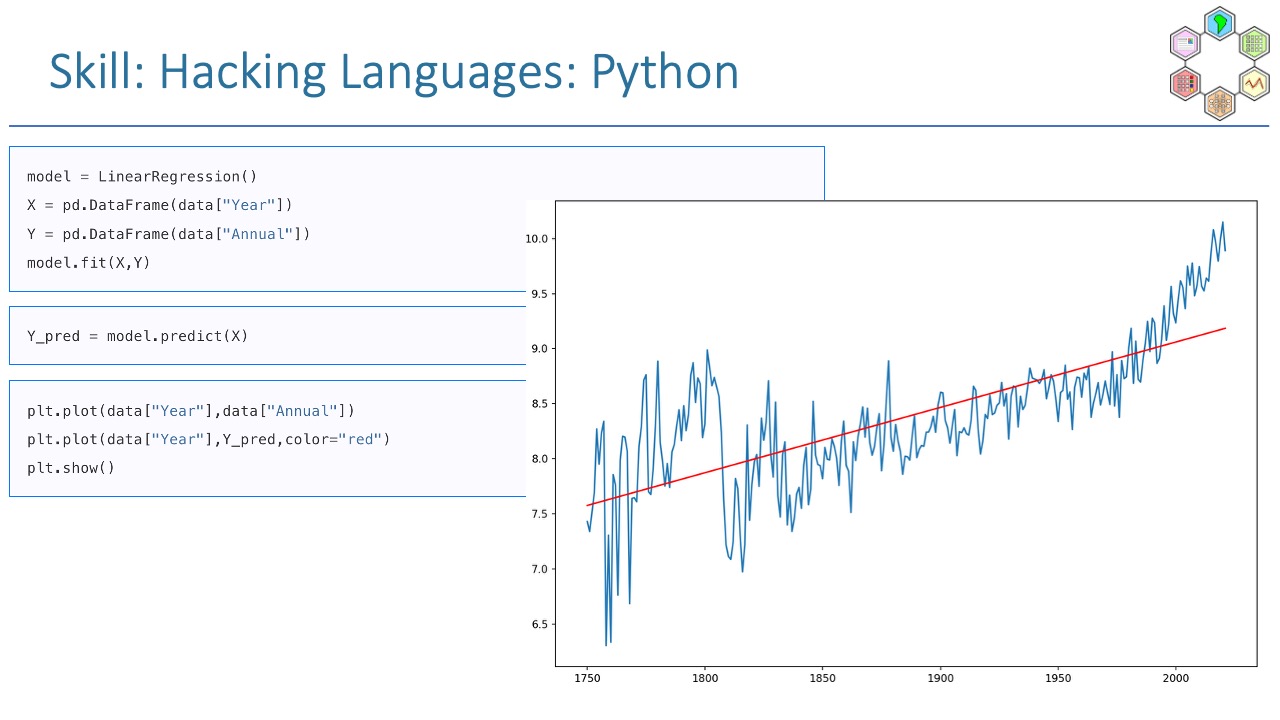 Skill: Hacking Languages: Python
model = LinearRegression()
X = pd.DataFrame(data["Year"])
Y = pd.DataFrame(data["Annual"])
model.fit(X,Y)
Y_pred = model.predict(X)
plt.plot(data["Year"],data["Annual"])
plt.plot(data["Year"],Y_pred,color="red")
plt.show()
10.0
9.5
9.0
8.5
8.0
7.5
7.0
6.5
1750 1800 1850 1900 1950 2000